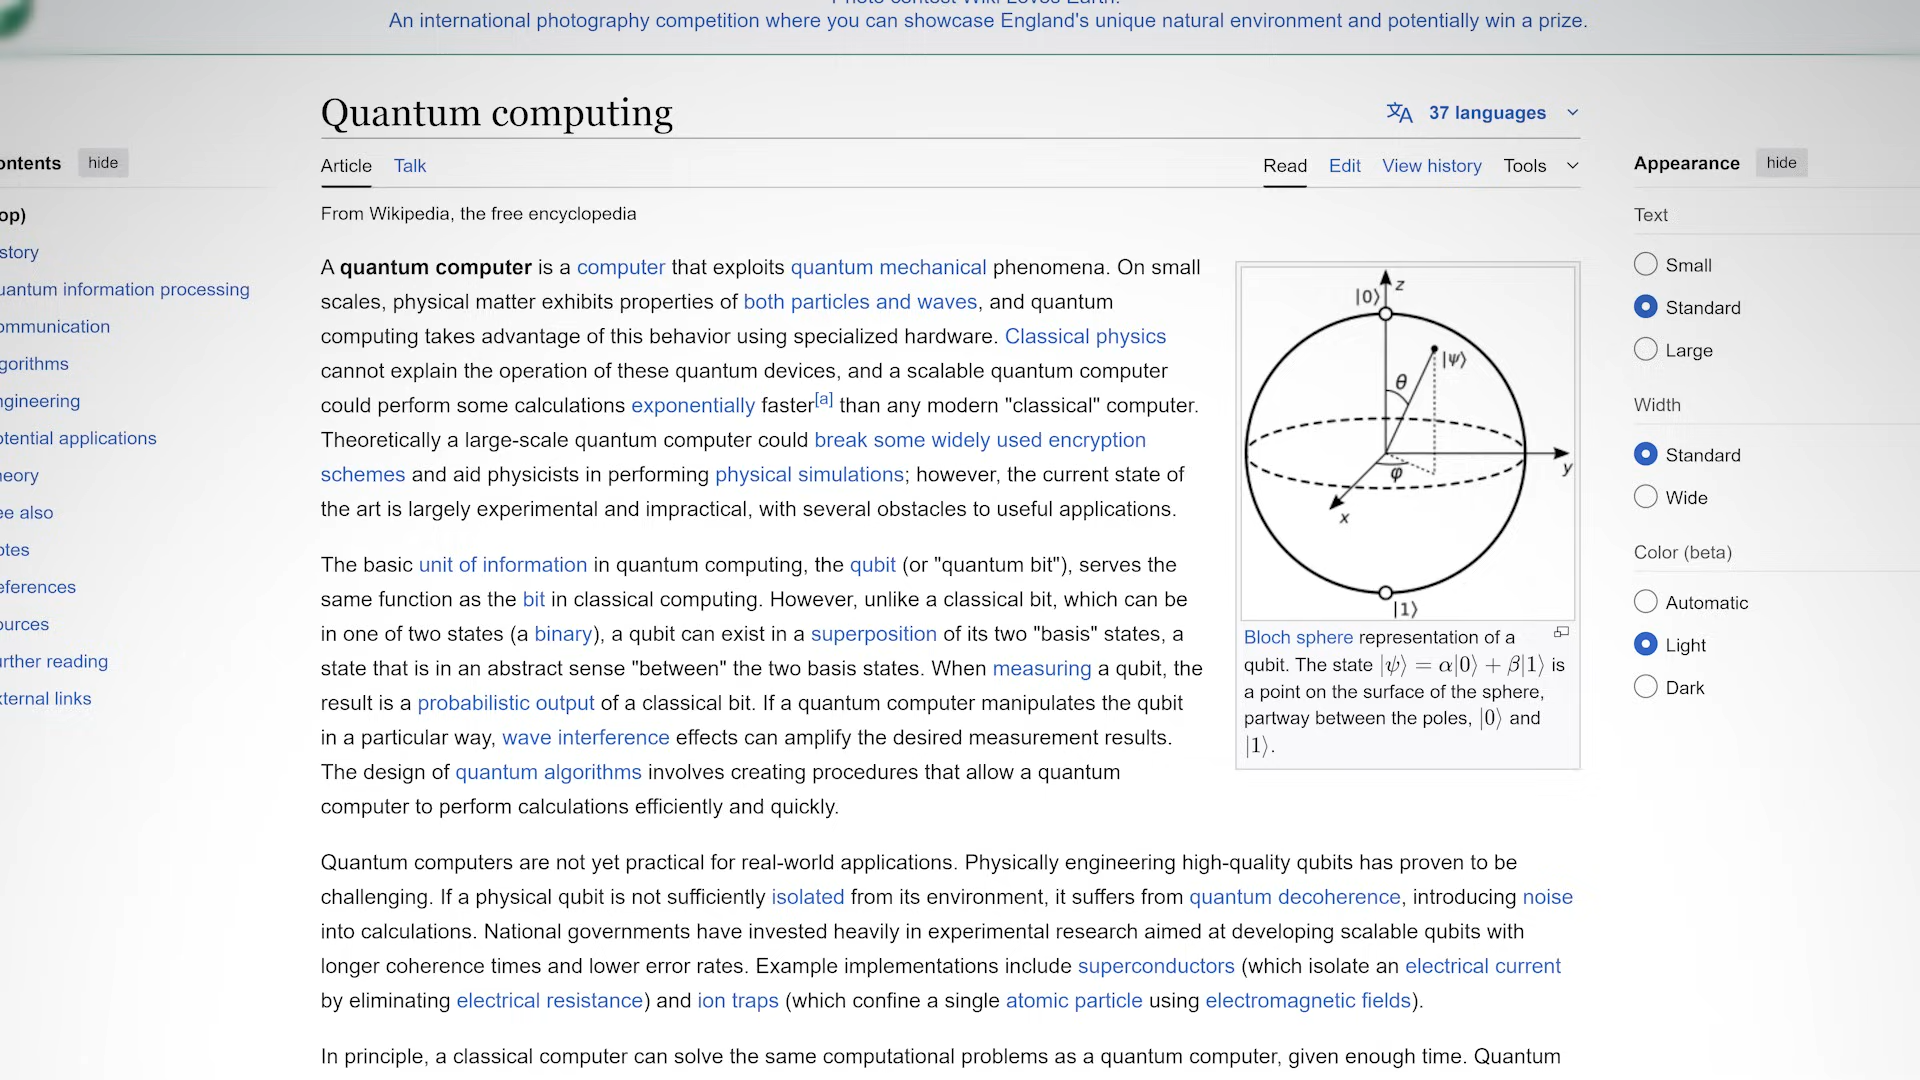 An international photography competition where you can showcase England's unique natural environment and potentially win a prize.
Quantum computing
37 languages
hide
Article Talk
Read Edit View history Tools
From Wikipedia, the free encyclopedia
A quantum computer is a computer that exploits quantum mechanical phenomena. On small
scales, physical matter exhibits properties of both particles and waves, and quantum
computing takes advantage of this behavior using specialized hardware. Classical physics
cannot explain the operation of these quantum devices, and a scalable quantum computer
could perform some calculations exponentially faster[a] than any modern "classical" computer.
Theoretically a large-scale quantum computer could break some widely used encryption
schemes and aid physicists in performing physical simulations; however, the current state of
the art is largely experimental and impractical, with several obstacles to useful applications.
The basic unit of information in quantum computing, the qubit (or "quantum bit"), serves the
same function as the bit in classical computing. However, unlike a classical bit, which can be
in one of two states (a binary), a qubit can exist in a superposition of its two "basis" states, a
state that is in an abstract sense "between" the two basis states. When measuring a qubit, the
result is a probabilistic output of a classical bit. If a quantum computer manipulates the qubit
in a particular way, wave interference effects can amplify the desired measurement results.
The design of quantum algorithms involves creating procedures that allow a quantum
computer to perform calculations efficiently and quickly.
Quantum computers are not yet practical for real-world applications. Physically engineering high-quality qubits has proven to be
challenging. If a physical qubit is not sufficiently isolated from its environment, it suffers from quantum decoherence, introducing noise
into calculations. National governments have invested heavily in experimental research aimed at developing scalable qubits with
longer coherence times and lower error rates. Example implementations include superconductors (which isolate an electrical current
by eliminating electrical resistance) and ion traps (which confine a single atomic particle using electromagnetic fields).
In principle, a classical computer can solve the same computational problems as a quantum computer, given enough time. Quantum
|0⟩ z
|ψ⟩
θ
φ
y
x
|1⟩
Bloch sphere representation of a
qubit. The state |ψ⟩ = α|0⟩ + β|1⟩ is
a point on the surface of the sphere,
partway between the poles, |0⟩ and
|1⟩.
ontents
op)
story
uantum information processing
ommunication
gorithms
ngineering
otential applications
heory
ee also
otes
eferences
ources
urther reading
xternal links
Appearance hide
Text
Small
Standard
Large
Width
Standard
Wide
Color (beta)
Automatic
Light
Dark